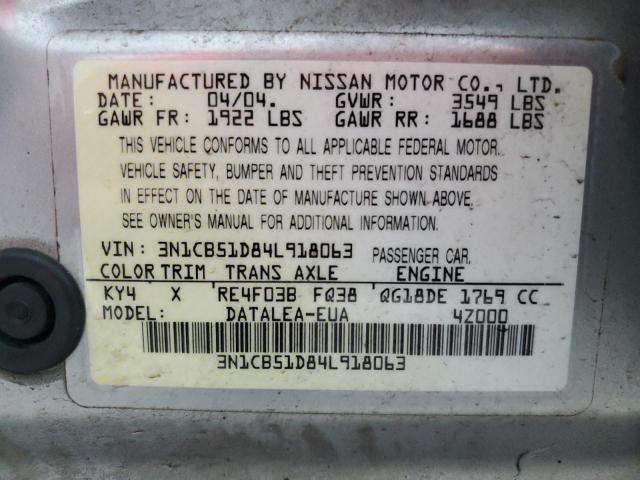 MANUFACTURED BY NISSAN MOTOR CO., LTD.
DATE: 04/04. GVWR: 3549 LBS
GAWR FR: 1922 LBS GAWR RR: 1688 LBS
THIS VEHICLE CONFORMS TO ALL APPLICABLE FEDERAL MOTOR
VEHICLE SAFETY, BUMPER AND THEFT PREVENTION STANDARDS
IN EFFECT ON THE DATE OF MANUFACTURE SHOWN ABOVE.
SEE OWNER'S MANUAL FOR ADDITIONAL INFORMATION.
VIN: 3N1CB51D84L918063 PASSENGER CAR
COLOR TRIM TRANS AXLE ENGINE
KY4 X RE4F03B FQ38 QG18DE 1769 CC
MODEL: DATALEA-EUA 4Z000
3N1CB51D84L918063